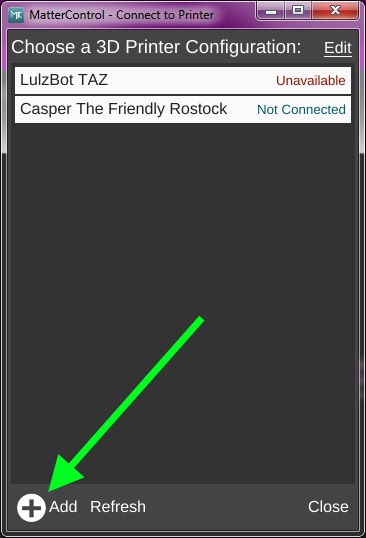 MC MatterControl - Connect to Printer
Choose a 3D Printer Configuration: Edit
LulzBot TAZ Unavailable
Casper The Friendly Rostock Not Connected
Add Refresh Close